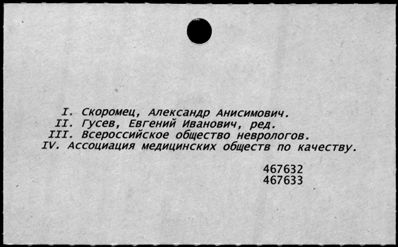 I. Скоромец, Александр Анисимович.
II. Гусев, Евгений Иванович, ред.
III. Всероссийское общество неврологов.
IV. Ассоциация медицинских обществ по качеству.
467632
467633